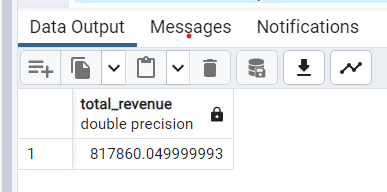 Data Output Messages Notifications
total_revenue
double precision
1 817860.049999993